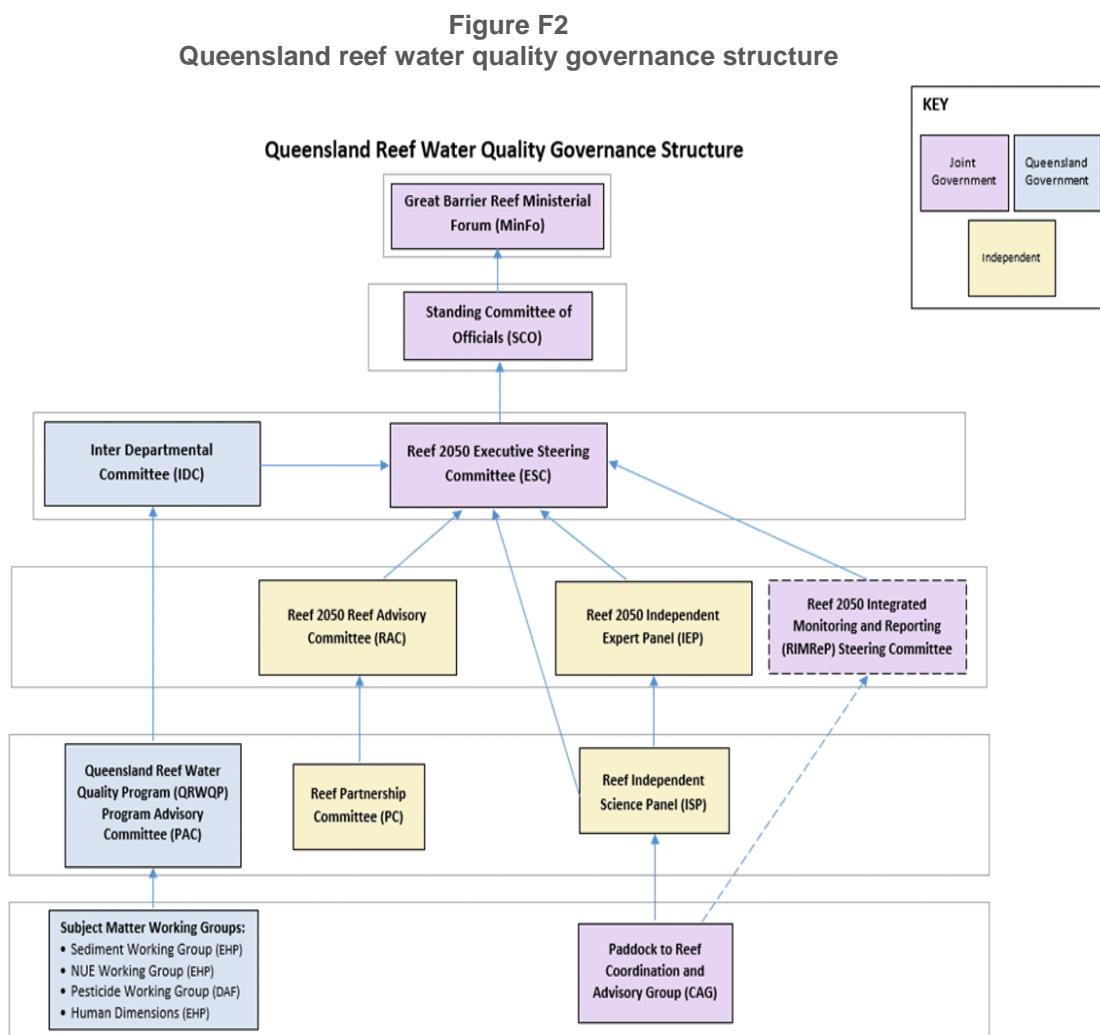 Figure F2
Queensland reef water quality governance structure
KEY
Joint
Government
Queensland
Government
Independent
Queensland Reef Water Quality Governance Structure
Great Barrier Reef Ministerial
Forum (MinFo)
Standing Committee of
Officials (SCO)
Inter Departmental
Committee (IDC)
Reef 2050 Executive Steering
Committee (ESC)
Reef 2050 Reef Advisory
Committee (RAC)
Reef 2050 Independent
Expert Panel (IEP)
Reef 2050 Integrated
Monitoring and Reporting
(RIMReP) Steering Committee
Queensland Reef Water
Quality Program (QRWQP)
Program Advisory
Committee (PAC)
Reef Partnership
Committee (PC)
Reef Independent
Science Panel (ISP)
Subject Matter Working Groups:
• Sediment Working Group (EHP)
• NUE Working Group (EHP)
• Pesticide Working Group (DAF)
• Human Dimensions (EHP)
Paddock to Reef
Coordination and
Advisory Group (CAG)